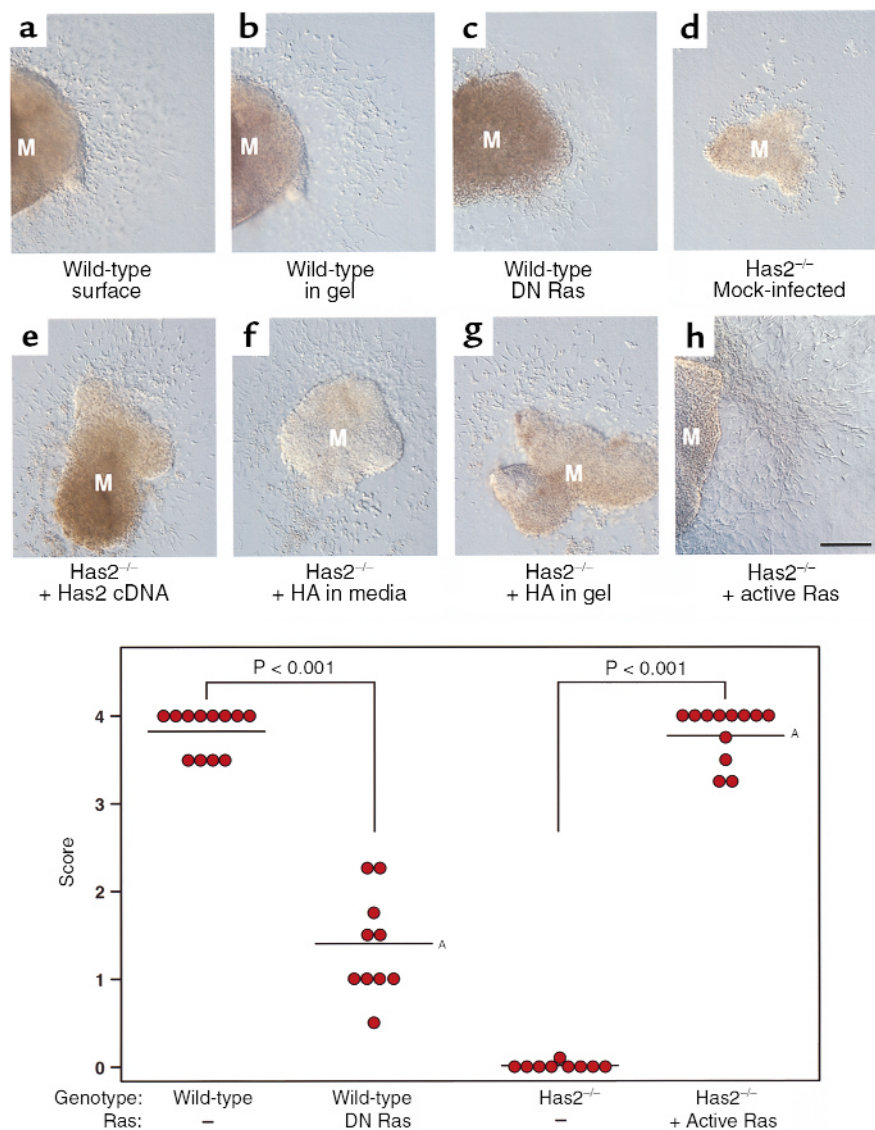 a
b
c
d
M
M
M
M
Wild-type
surface
Wild-type
in gel
Wild-type
DN Ras
Has2–/–
Mock-infected
e
f
g
h
M
M
M
M
Has2–/–
+ Has2 cDNA
Has2–/–
+ HA in media
Has2–/–
+ HA in gel
Has2–/–
+ active Ras
P < 0.001
P < 0.001
4
3
2
1
0
Score
A
A
Genotype: Wild-type Wild-type Has2–/– Has2–/–
Ras: – DN Ras – + Active Ras